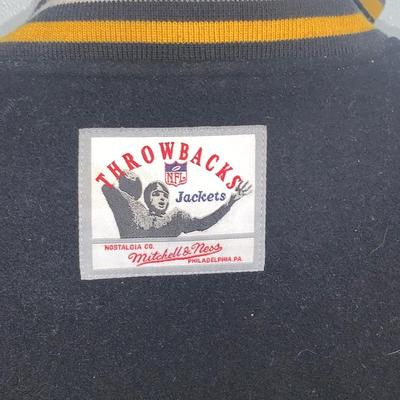 THROWBACKS
NFL
Jackets
NOSTALGIA CO.
Mitchell & Ness
PHILADELPHIA, PA